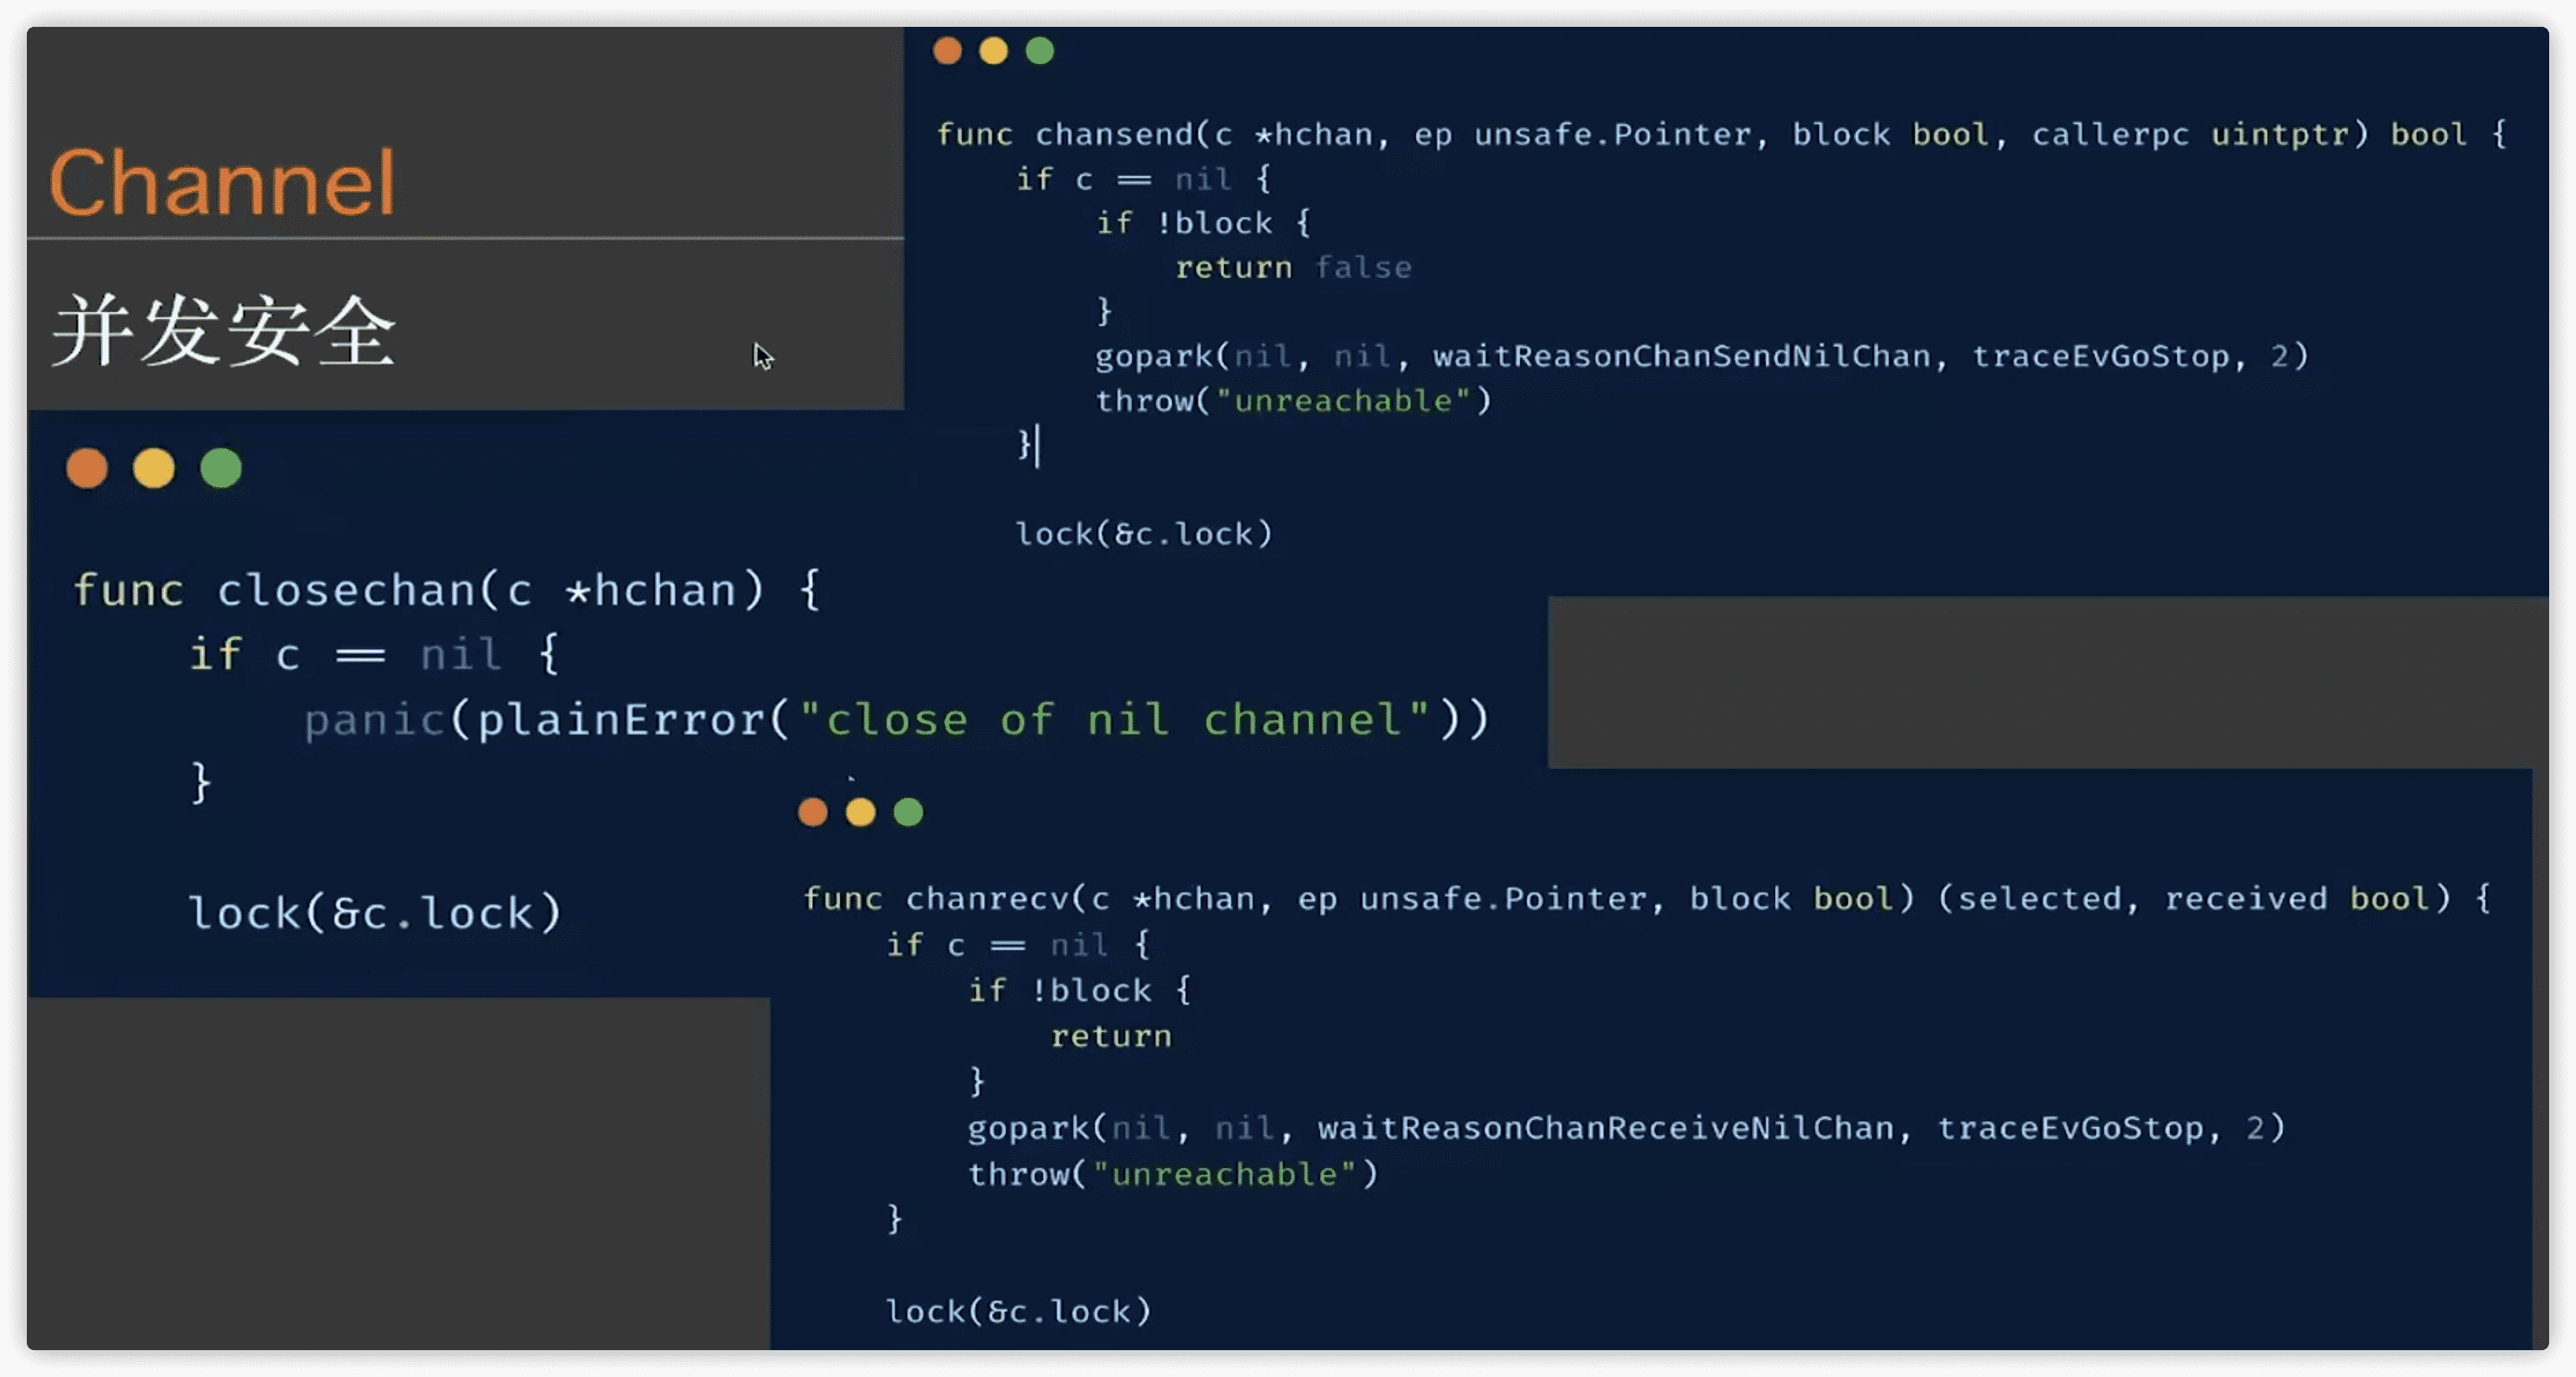 Channel
并发安全
func chansend(c *hchan, ep unsafe.Pointer, block bool, callerpc uintptr) bool {
    if c == nil {
        if !block {
            return false
        }
        gopark(nil, nil, waitReasonChanSendNilChan, traceEvGoStop, 2)
        throw("unreachable")
    }

    lock(&c.lock)
func closechan(c *hchan) {
    if c == nil {
        panic(plainError("close of nil channel"))
    }

    lock(&c.lock)
func chanrecv(c *hchan, ep unsafe.Pointer, block bool) (selected, received bool) {
    if c == nil {
        if !block {
            return
        }
        gopark(nil, nil, waitReasonChanReceiveNilChan, traceEvGoStop, 2)
        throw("unreachable")
    }

    lock(&c.lock)